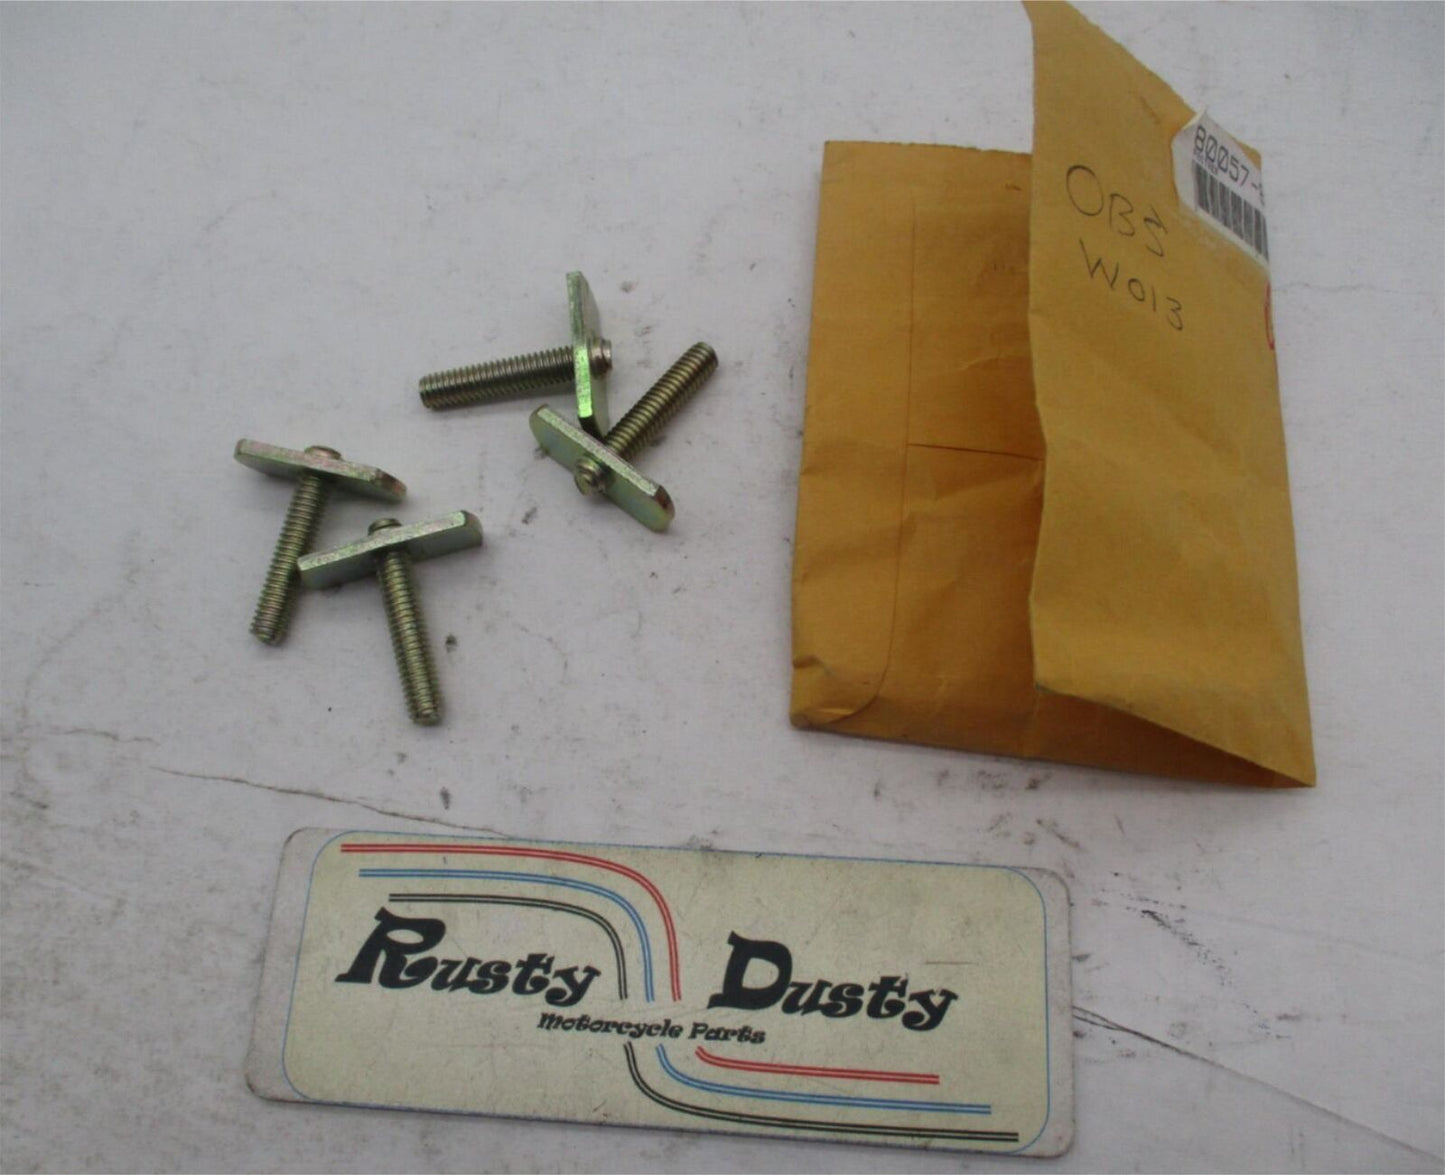 80057-8
OBS
W013
Rusty Dusty
Motorcycle Parts